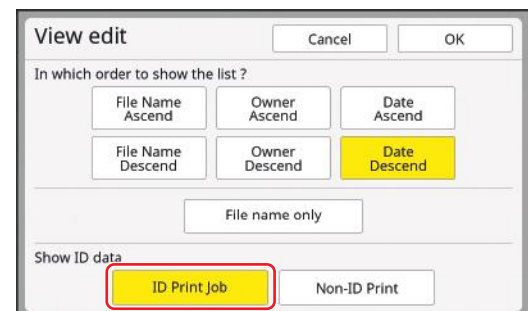 View edit
Cancel
OK
In which order to show the list ?
File Name
Ascend
Owner
Ascend
Date
Ascend
File Name
Descend
Owner
Descend
Date
Descend
File name only
Show ID data
ID Print Job
Non-ID Print